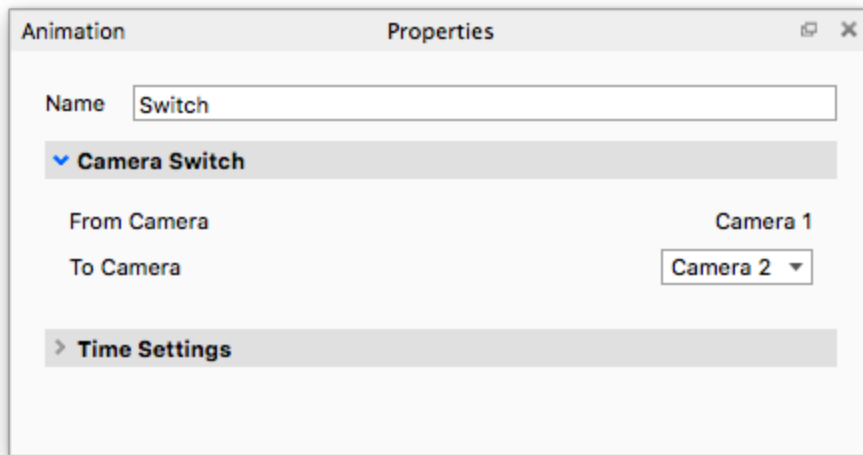 Animation Properties
Name Switch
Camera Switch
From Camera Camera 1
To Camera Camera 2
Time Settings